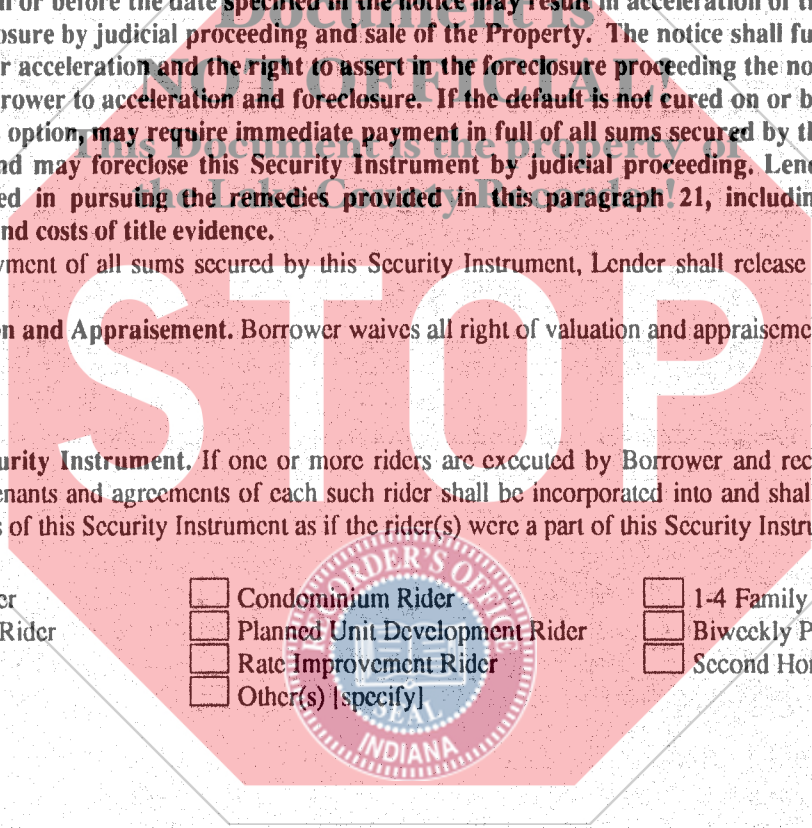 n or before the date specified in the notice may result in acceleration of t
osure by judicial proceeding and sale of the Property. The notice shall fu
r acceleration and the right to assert in the foreclosure proceeding the no
rower to acceleration and foreclosure. If the default is not cured on or b
s option, may require immediate payment in full of all sums secured by th
nd may foreclose this Security Instrument by judicial proceeding. Lend
ed in pursuing the remedies provided in this paragraph 21, including
nd costs of title evidence.
yment of all sums secured by this Security Instrument, Lender shall release
n and Appraisement. Borrower waives all right of valuation and appraiseme
urity Instrument. If one or more riders are executed by Borrower and rec
enants and agreements of each such rider shall be incorporated into and shal
s of this Security Instrument as if the rider(s) were a part of this Security Instru
er Condominium Rider 1-4 Family
Rider Planned Unit Development Rider Biweekly P
Rate Improvement Rider Second Hor
Other(s) [specify]
Document is
NOT OFFICIAL!
This Document is the property of
the Lake County Recorder!
STOP
RECORDER'S OFFICE
SEAL
INDIANA